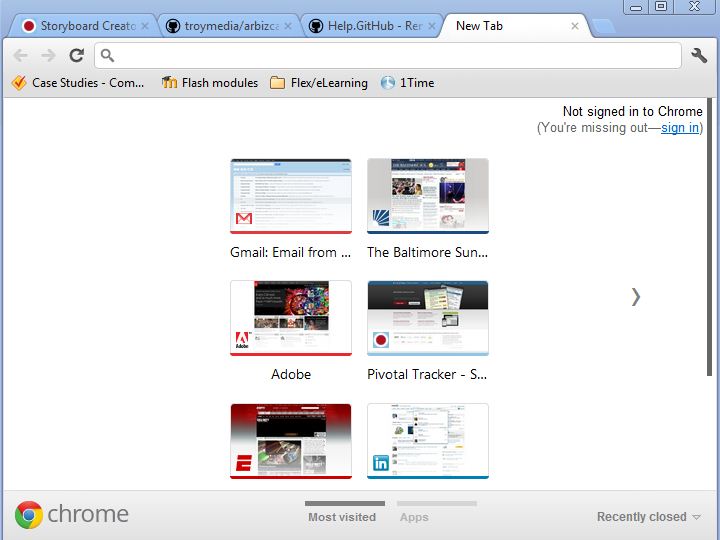 Storyboard Creato
troymedia/arbizca
Help.GitHub - Rer
New Tab
Case Studies - Com...
Flash modules
Flex/eLearning
1Time
Not signed in to Chrome
(You're missing out—sign in)
Gmail: Email from ...
The Baltimore Sun...
Adobe
Adobe
Pivotal Tracker - S...
E
in
chrome
Most visited
Apps
Recently closed